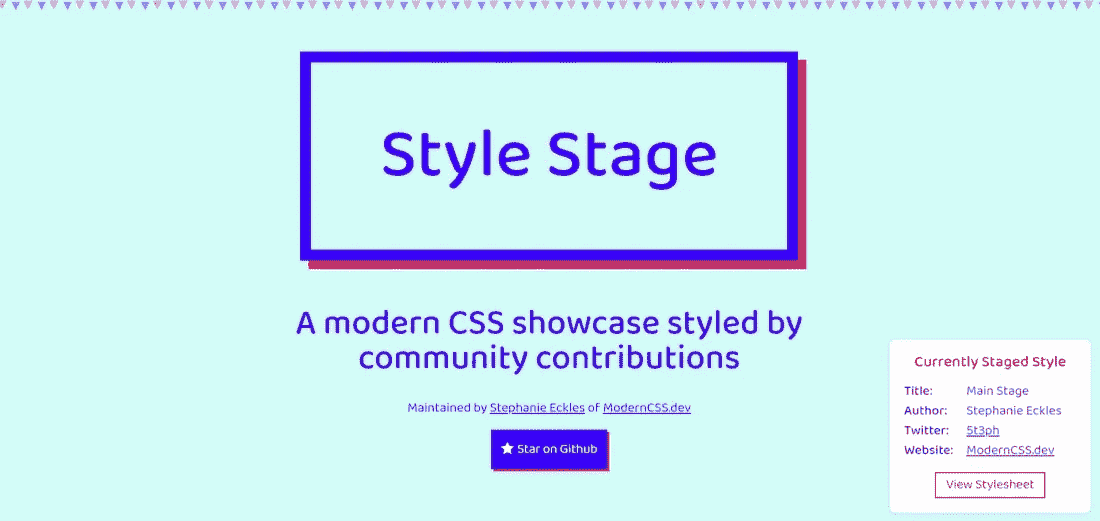 Style Stage
A modern CSS showcase styled by
community contributions
Maintained by Stephanie Eckles of ModernCSS.dev
Star on Github
Currently Staged Style
Title: Main Stage
Author: Stephanie Eckles
Twitter: 5t3ph
Website: ModernCSS.dev
View Stylesheet